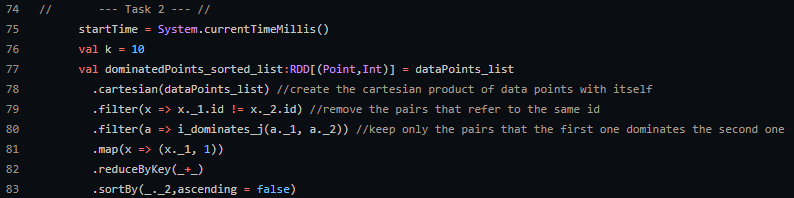 74 // --- Task 2 --- //
75 startTime = System.currentTimeMillis()
76 val k = 10
77 val dominatedPoints_sorted_list:RDD[(Point,Int)] = dataPoints_list
78 .cartesian(dataPoints_list) //create the cartesian product of data points with itself
79 .filter(x => x._1.id != x._2.id) //remove the pairs that refer to the same id
80 .filter(a => i_dominates_j(a._1, a._2)) //keep only the pairs that the first one dominates the second one
81 .map(x => (x._1, 1))
82 .reduceByKey(_+_)
83 .sortBy(_._2,ascending = false)